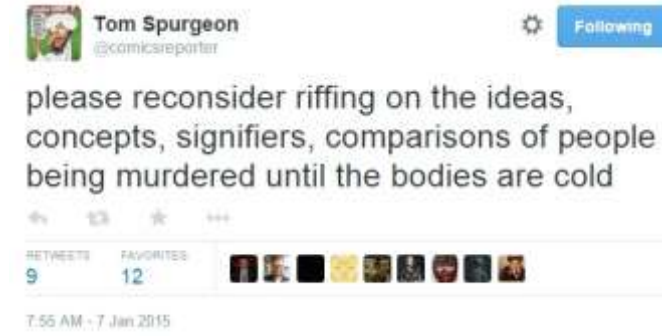 Tom Spurgeon
@comicsreporter
Following
please reconsider riffing on the ideas,
concepts, signifiers, comparisons of people
being murdered until the bodies are cold
RETWEETS FAVORITES
9 12
7:55 AM - 7 Jan 2015